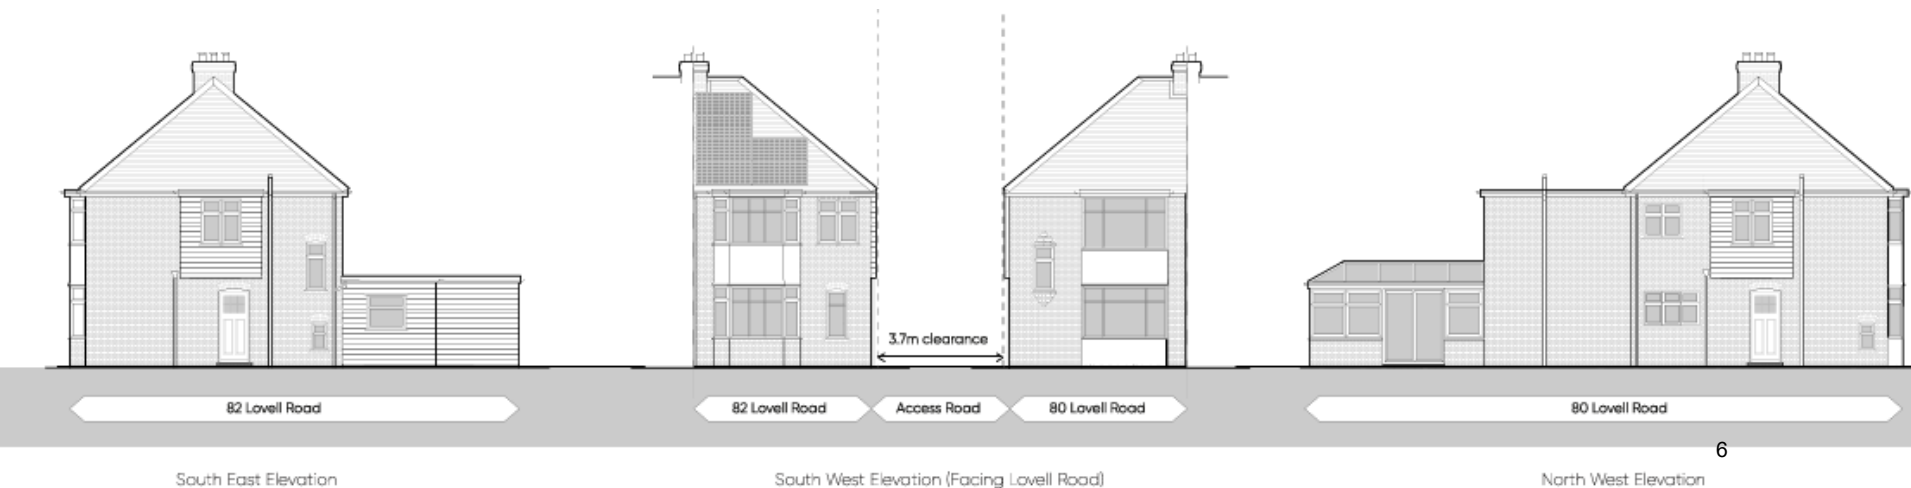 3.7m clearance
82 Lovell Road
82 Lovell Road
Access Road
80 Lovell Road
80 Lovell Road
6
South East Elevation
South West Elevation (Facing Lovell Road)
North West Elevation